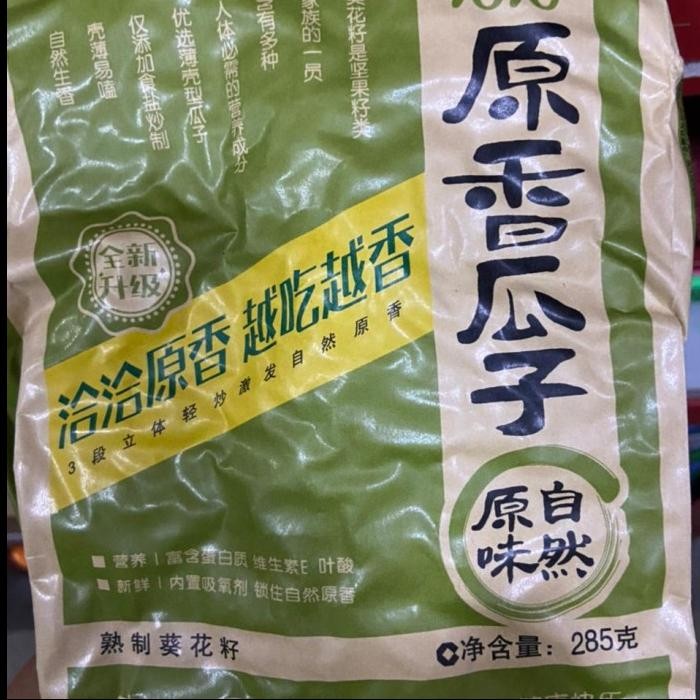 原香瓜子
葵花籽是坚果籽类
家族的一员
含有多种
人体必需的营养成分
优选薄壳型瓜子
仅添加食盐炒制
壳薄易嗑
自然生香
全新
升级
洽洽原香 越吃越香
3段立体轻炒激发自然原香
自然
原味
营养 | 富含蛋白质 维生素E 叶酸
新鲜 | 内置吸氧剂 锁住自然原香
熟制葵花籽
净含量：285克